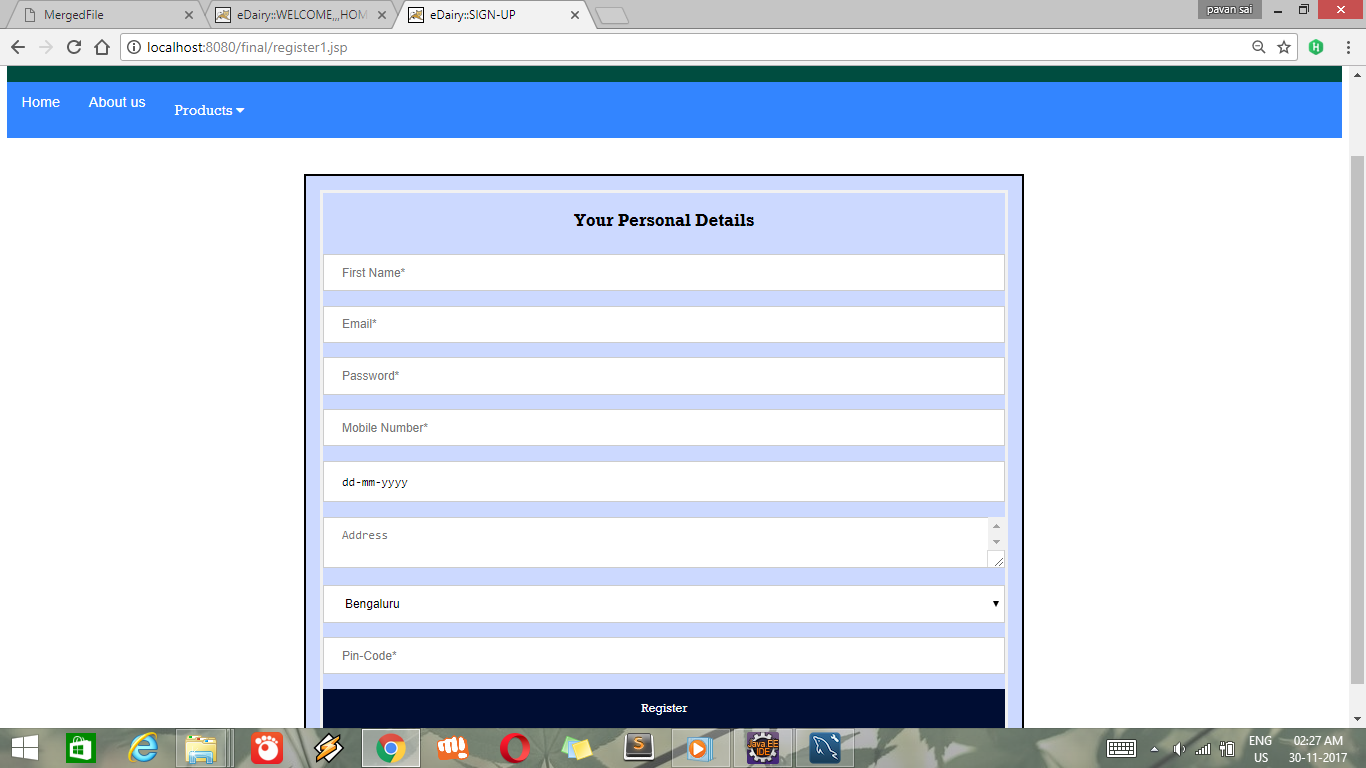 MergedFile
eDairy::WELCOME,,,HOM
eDairy::SIGN-UP
pavan sai
localhost:8080/final/register1.jsp
Home
About us
Products
Your Personal Details
First Name*
Email*
Password*
Mobile Number*
dd-mm-yyyy
Address
Bengaluru
Pin-Code*
Register
Java EE
IDE
ENG
US
02:27 AM
30-11-2017